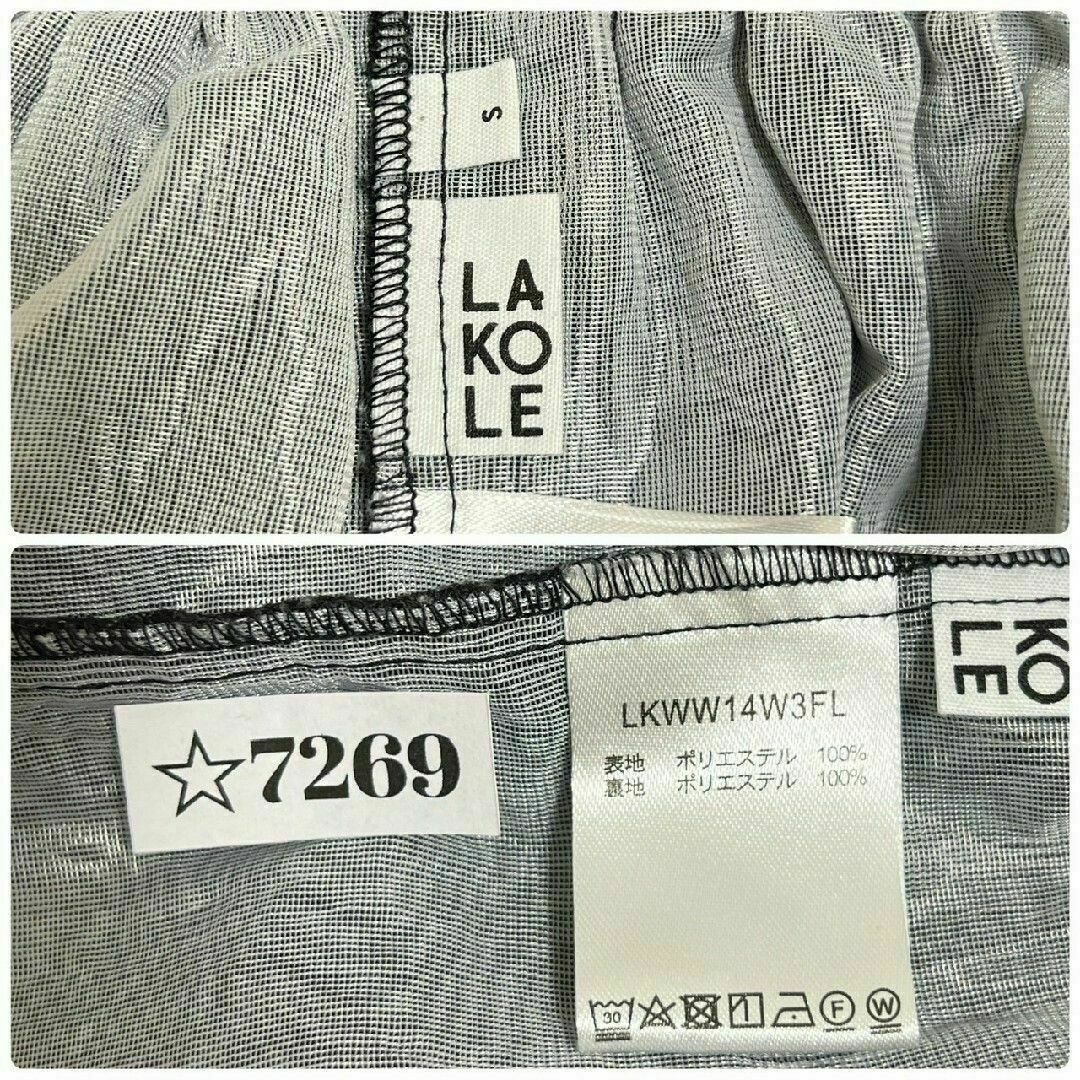 S
LA
KO
LE
KO
LE
☆7269
LKWW14W3FL
表地 ポリエステル 100%
裏地 ポリエステル 100%
30
F
W